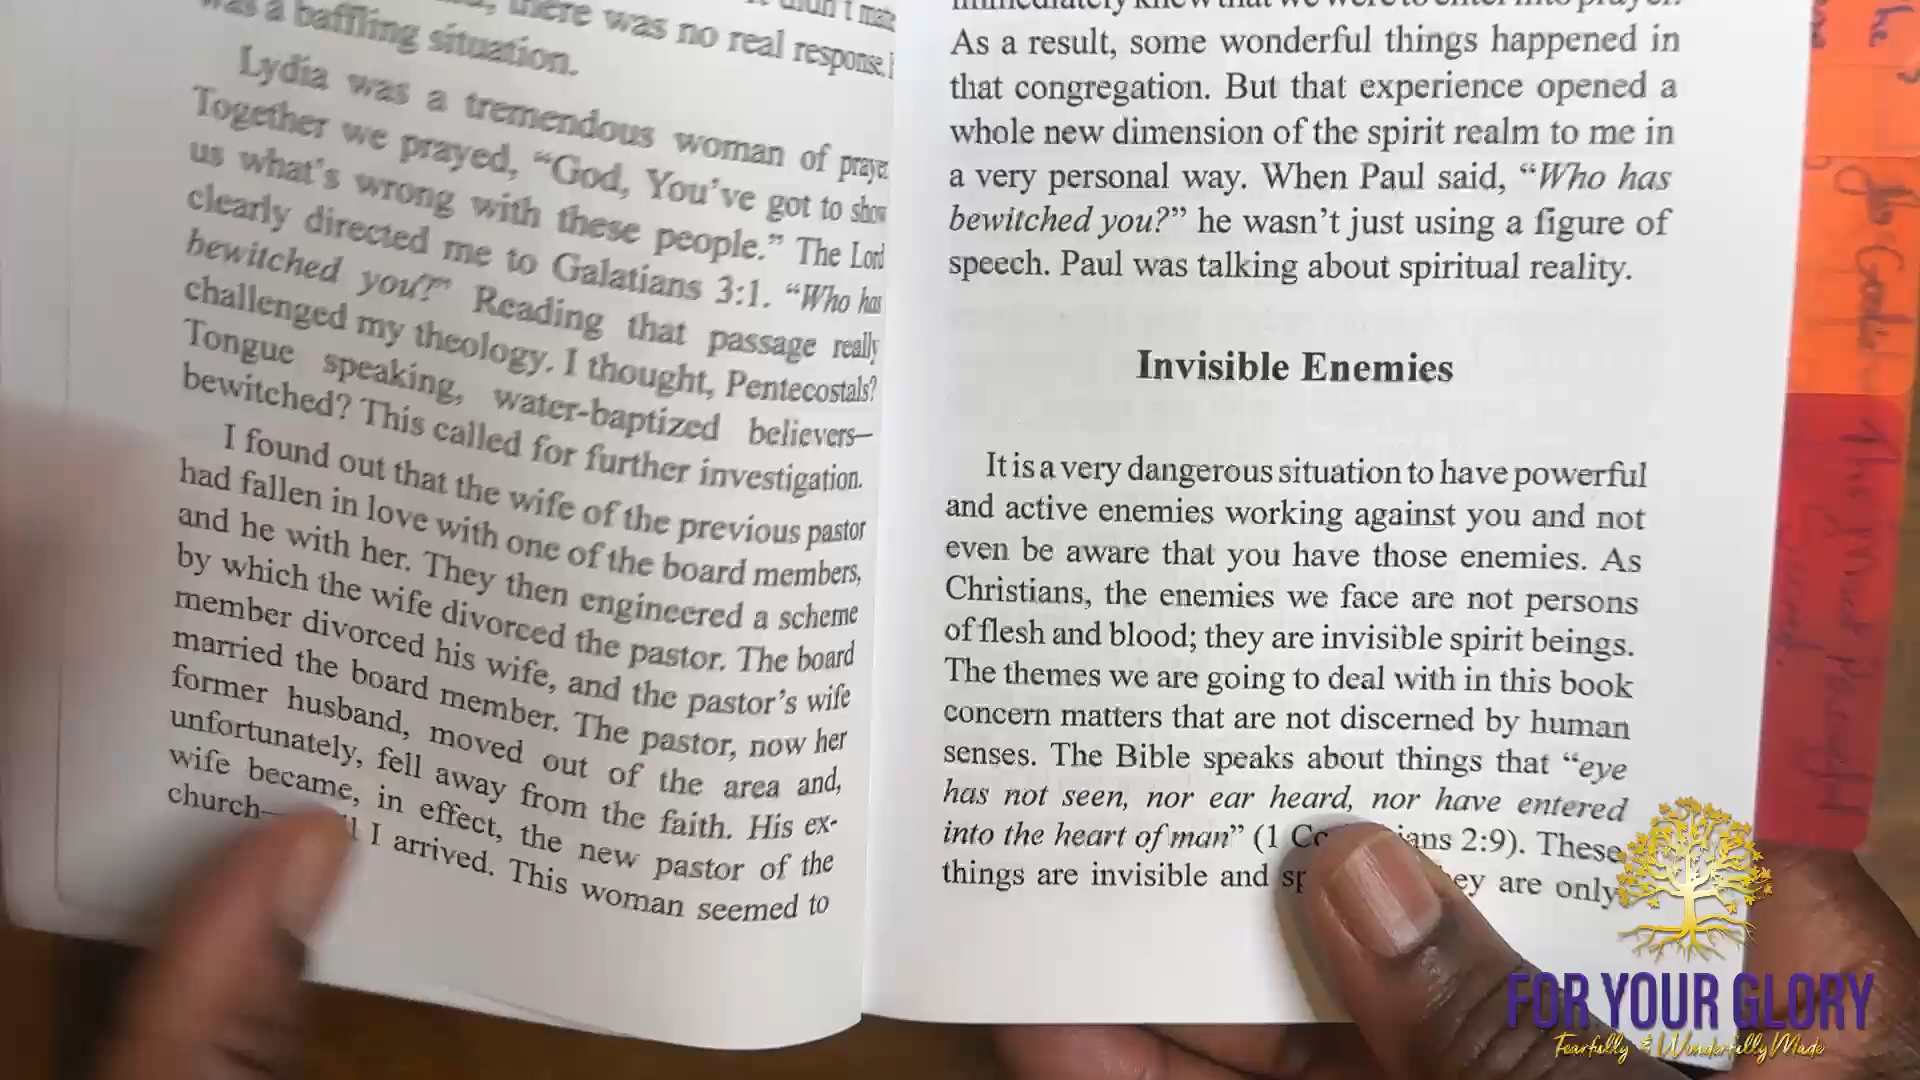 there was no real response.
was a baffling situation.
Lydia was a tremendous woman of
Together we prayed, “God, You’ve got to show
us what’s wrong with these people.” The Lord
clearly directed me to Galatians 3:1. “Who has
bewitched you?” Reading that passage really
challenged my theology. I thought, Pentecostals?
Tongue speaking, water-baptized believers—
bewitched? This called for further investigation.
I found out that the wife of the previous pastor
had fallen in love with one of the board members,
and he with her. They then engineered a scheme
by which the wife divorced the pastor. The board
member divorced his wife, and the pastor’s wife
married the board member. The pastor, now her
former husband, moved out of the area and,
unfortunately, fell away from the faith. His ex-
wife became, in effect, the new pastor of the
church— I arrived. This woman seemed to
immediately knew that we were to enter into prayer.
As a result, some wonderful things happened in
that congregation. But that experience opened a
whole new dimension of the spirit realm to me in
a very personal way. When Paul said, “Who has
bewitched you?” he wasn’t just using a figure of
speech. Paul was talking about spiritual reality.
Invisible Enemies
It is a very dangerous situation to have powerful
and active enemies working against you and not
even be aware that you have those enemies. As
Christians, the enemies we face are not persons
of flesh and blood; they are invisible spirit beings.
The themes we are going to deal with in this book
concern matters that are not discerned by human
senses. The Bible speaks about things that “eye
has not seen, nor ear heard, nor have entered
into the heart of man” (1 2:9). These
things are invisible and are only
FOR YOUR GLORY
Fearfully & Wonderfully Made